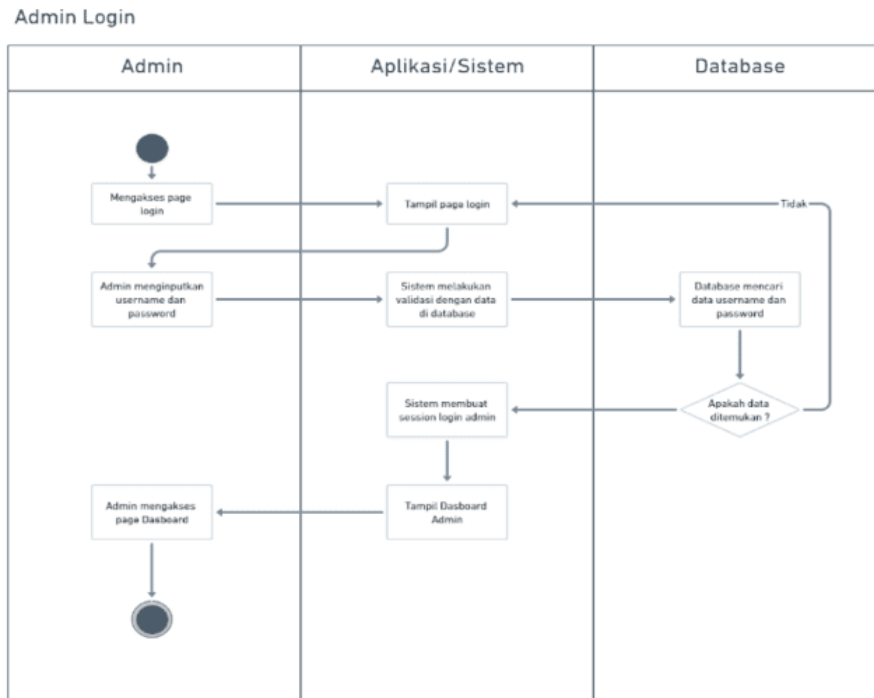 Admin Login
Admin
Aplikasi/Sistem
Database
Mengakses page
login
Tampil page login
Tidak
Admin menginputkan
username dan
password
Sistem melakukan
validasi dengan data
di database
Database mencari
data username dan
password
Sistem membuat
session login admin
Apakah data
ditemukan ?
Admin mengakses
page Dasboard
Tampil Dasboard
Admin